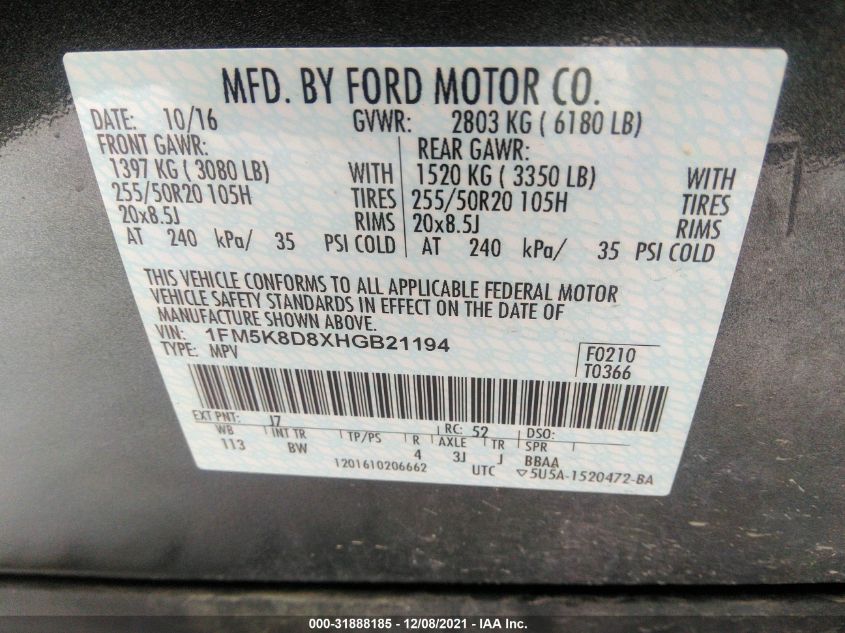 MFD. BY FORD MOTOR CO.
DATE: 10/16 GVWR: 2803 KG ( 6180 LB)
FRONT GAWR: REAR GAWR:
1397 KG ( 3080 LB) WITH 1520 KG ( 3350 LB) WITH
255/50R20 105H TIRES 255/50R20 105H TIRES
20x8.5J RIMS 20x8.5J RIMS
AT 240 kPa/ 35 PSI COLD AT 240 kPa/ 35 PSI COLD
THIS VEHICLE CONFORMS TO ALL APPLICABLE FEDERAL MOTOR
VEHICLE SAFETY STANDARDS IN EFFECT ON THE DATE OF
MANUFACTURE SHOWN ABOVE.
VIN: 1FM5K8D8XHGB21194
TYPE: MPV
F0210
T0366
EXT PNT: J7 RC: 52 DSO:
WB INT TR TP/PS R AXLE TR SPR
113 BW 4 3J J BBAA
1201610206662 UTC ▽5U5A-1520472-BA
000-31888185 - 12/08/2021 - IAA Inc.